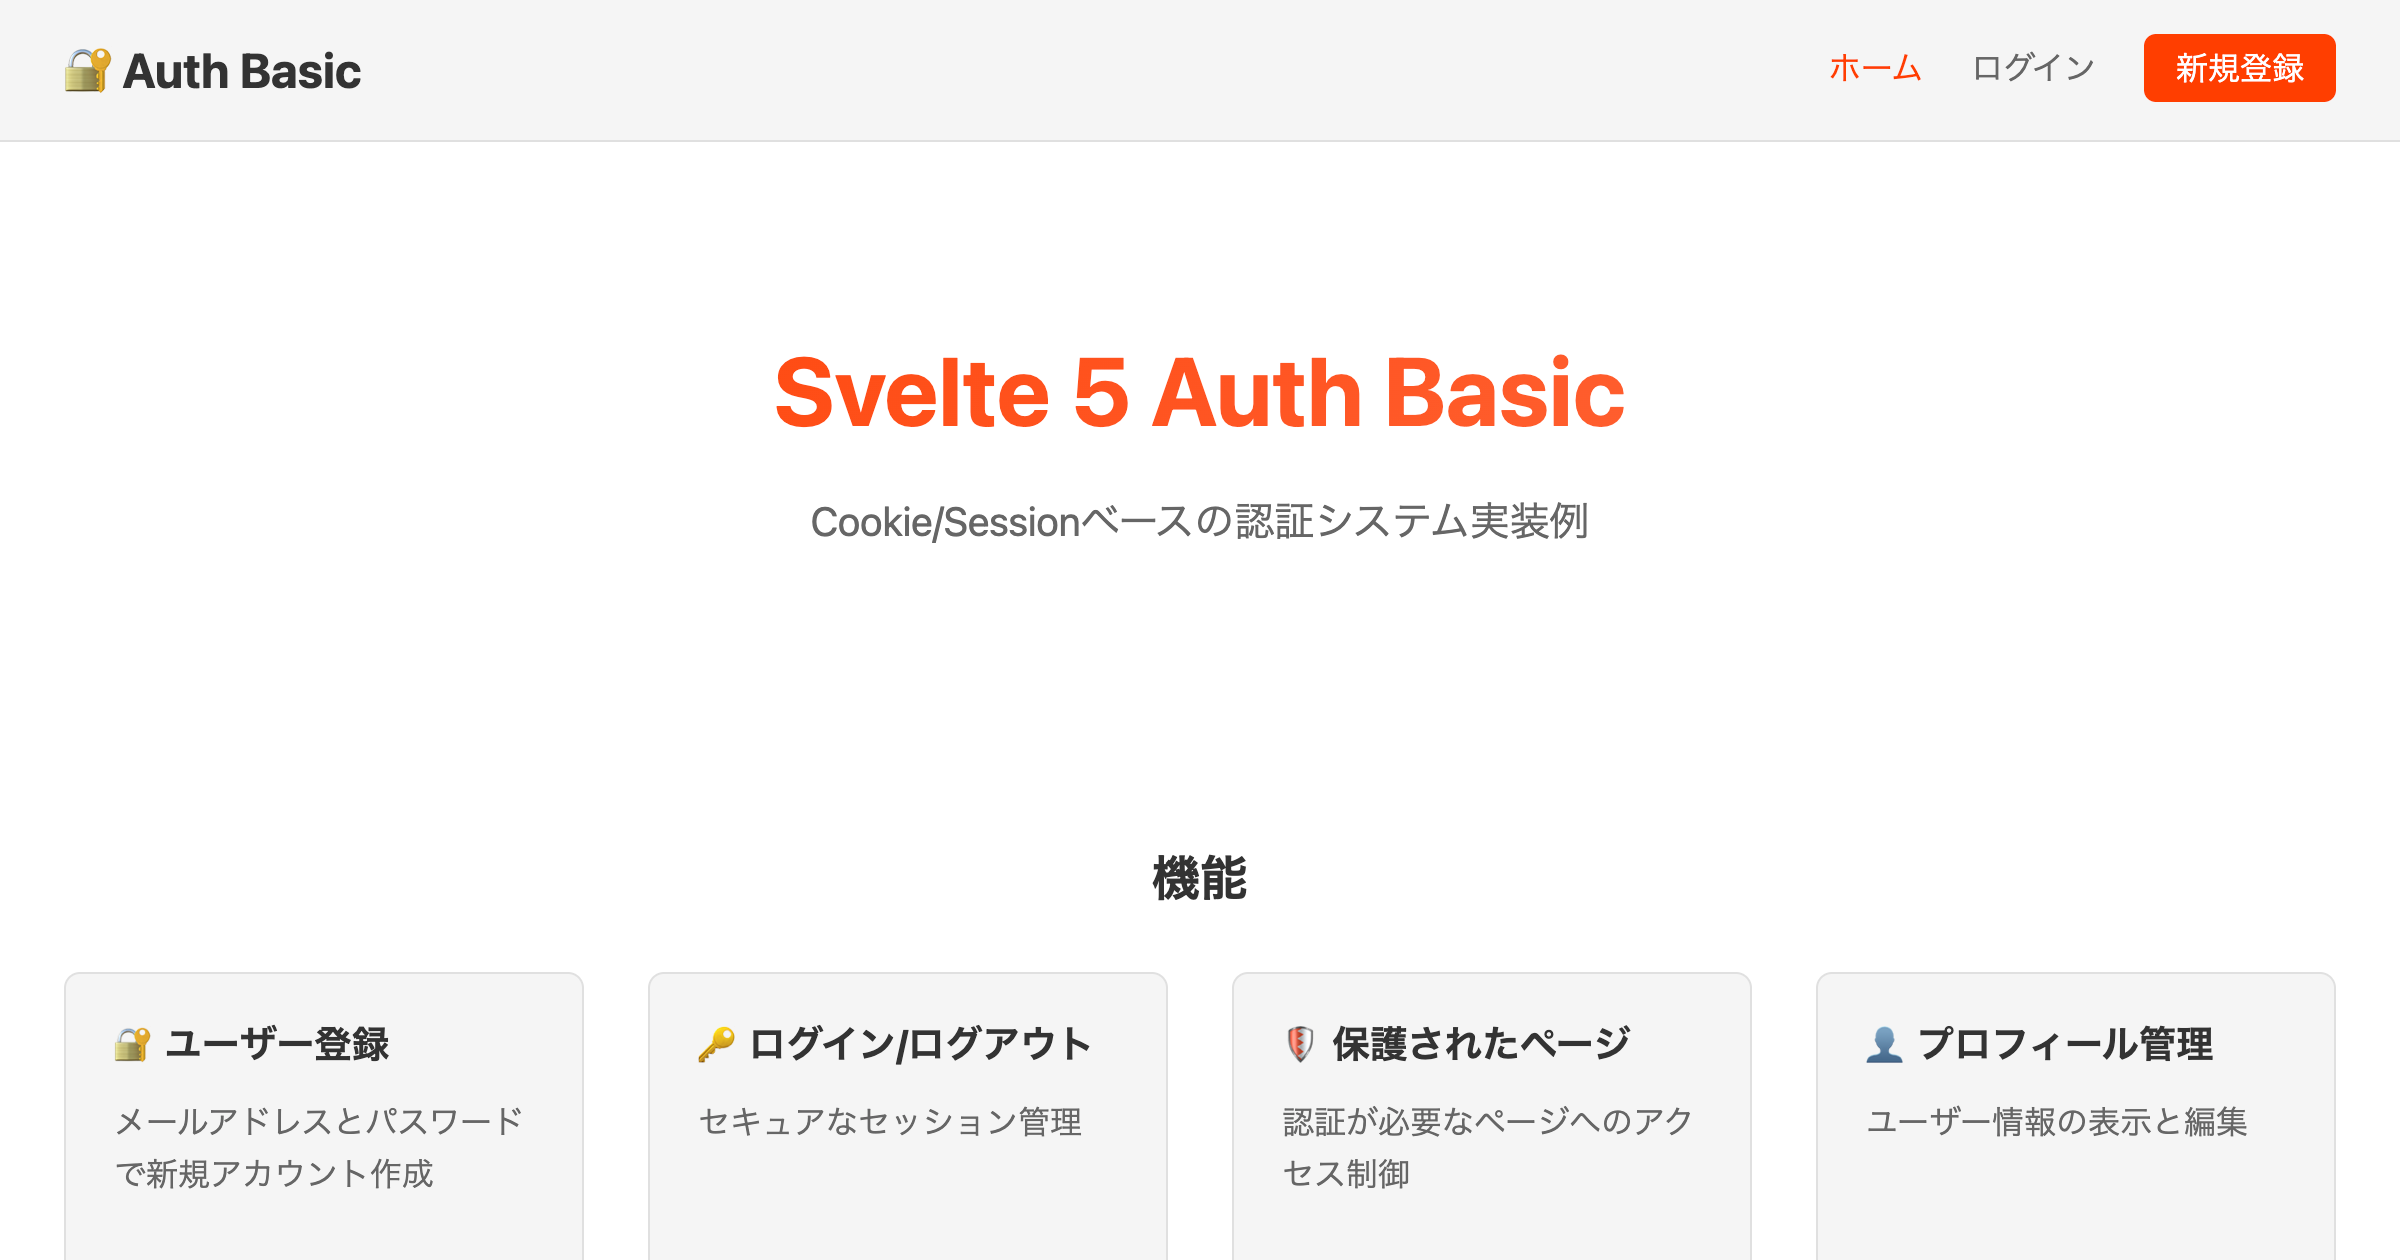 🔐 Auth Basic
ホーム
ログイン
新規登録
Svelte 5 Auth Basic
Cookie/Sessionベースの認証システム実装例
機能
🔐 ユーザー登録
メールアドレスとパスワード
で新規アカウント作成
🔑 ログイン/ログアウト
セキュアなセッション管理
🛡️ 保護されたページ
認証が必要なページへのアク
セス制御
👤 プロフィール管理
ユーザー情報の表示と編集